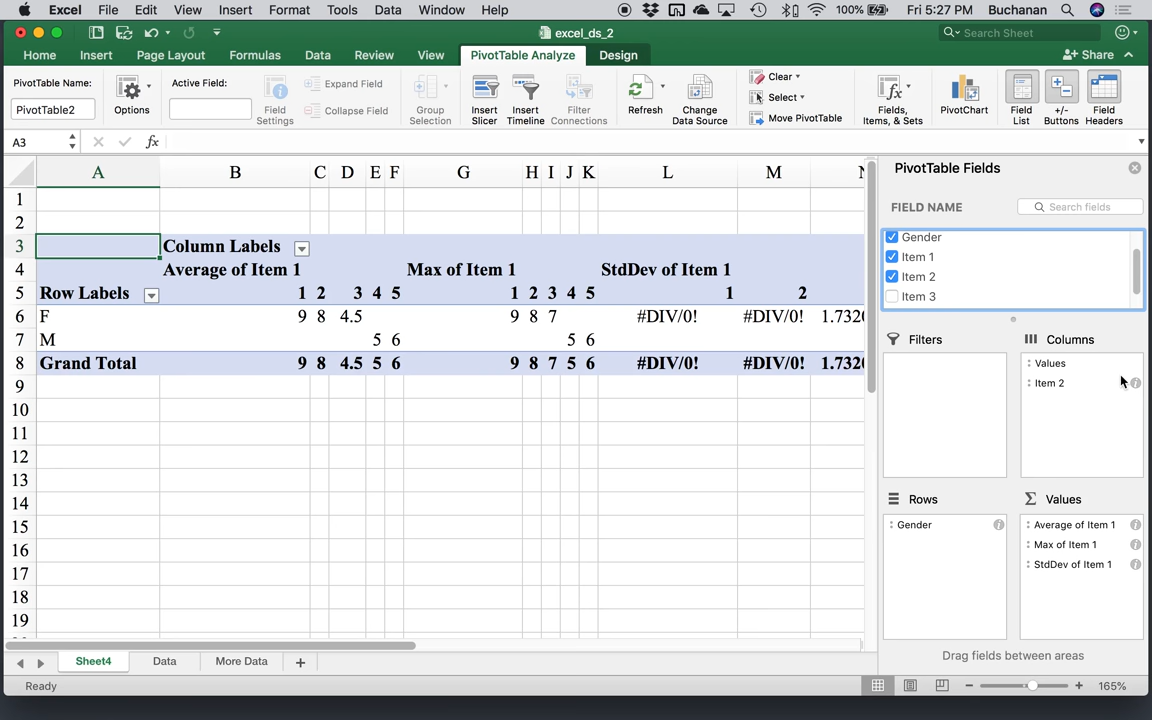 Excel File Edit View Insert Format Tools Data Window Help 100% Fri 5:27 PM Buchanan
excel_ds_2 Search Sheet
Home Insert Page Layout Formulas Data Review View PivotTable Analyze Design Share
PivotTable Name: Active Field: Expand Field Clear
PivotTable2 Options Field Settings Collapse Field Group Selection Insert Slicer Insert Timeline Filter Connections Refresh Change Data Source Select Fields, Items, & Sets PivotChart Field List +/- Buttons Field Headers
Move PivotTable
A3 fx
A B C D E F G H I J K L M
PivotTable Fields
1
2
FIELD NAME Search fields
3 Column Labels
Gender
4 Average of Item 1 Max of Item 1 StdDev of Item 1
Item 1
Item 2
5 Row Labels 1 2 3 4 5 1 2 3 4 5 1 2
Item 3
6 F 9 8 4.5 9 8 7 #DIV/0! #DIV/0! 1.7320
7 M 5 6 5 6
Filters Columns
8 Grand Total 9 8 4.5 5 6 9 8 7 5 6 #DIV/0! #DIV/0! 1.7320
Values
9
Item 2
10
11
12
13
14
Rows Values
15
Gender Average of Item 1
16
Max of Item 1
17
StdDev of Item 1
18
19
Drag fields between areas
Sheet4 Data More Data +
Ready 165%